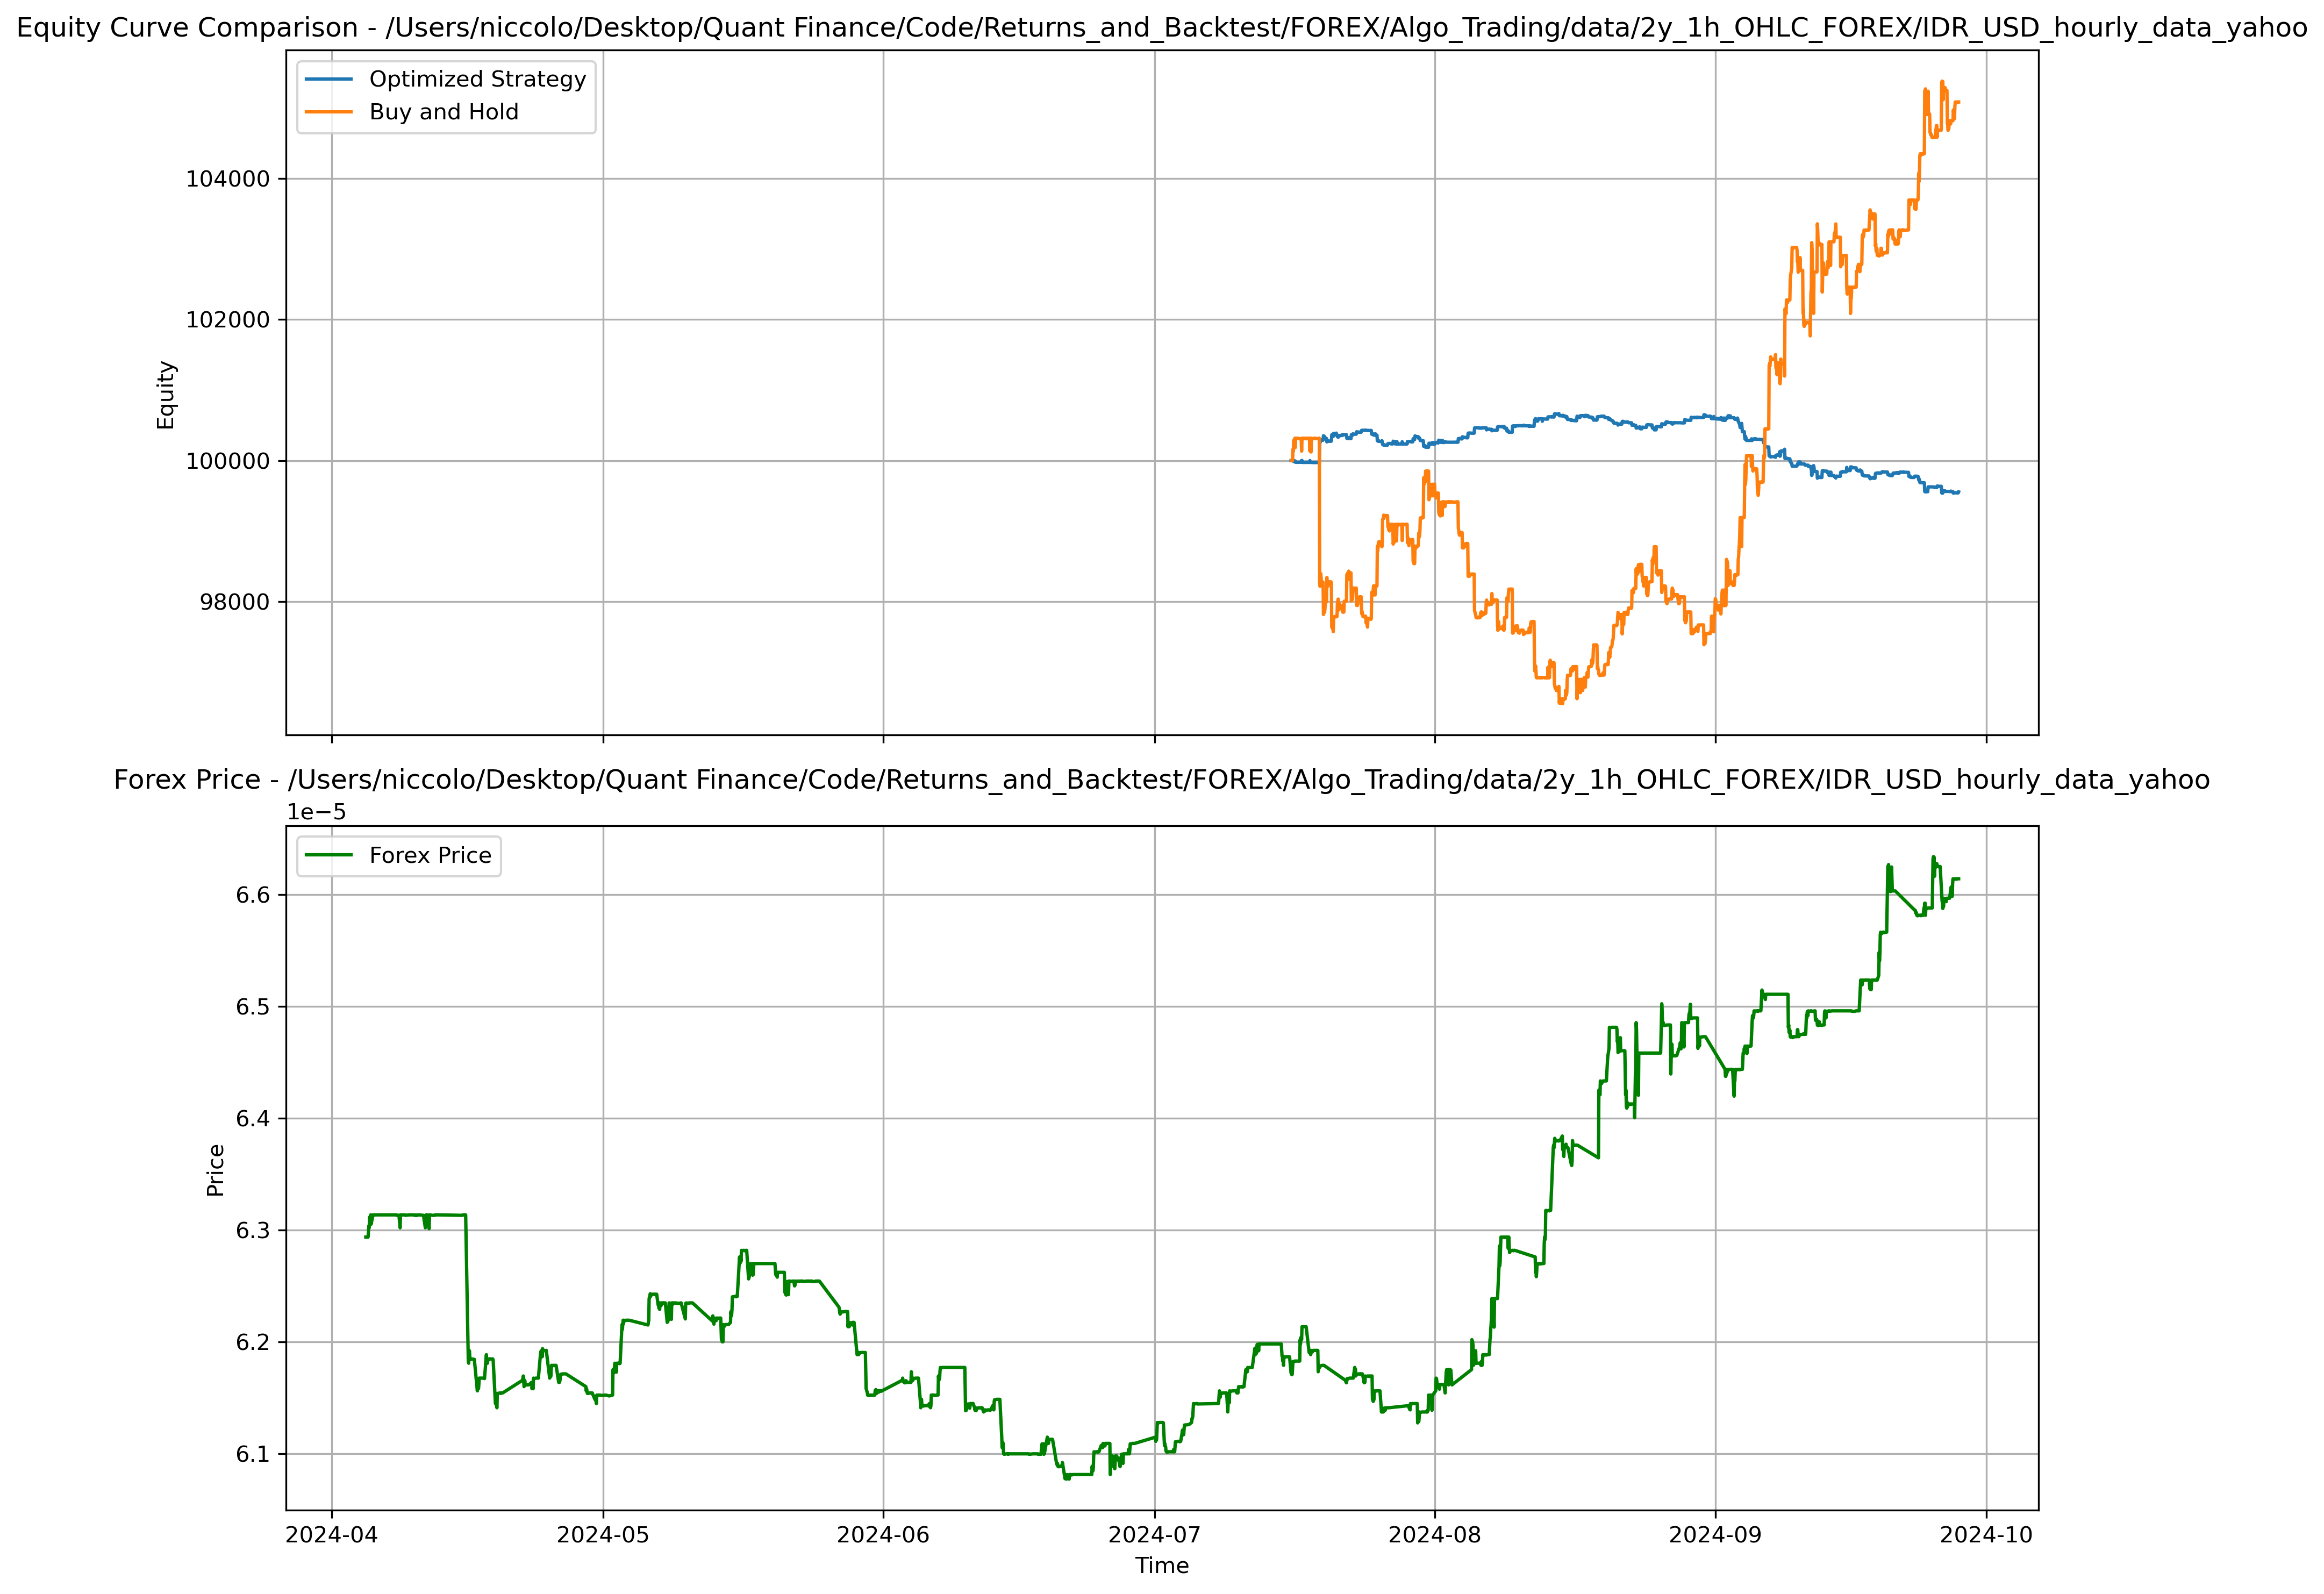 Equity Curve Comparison - /Users/niccolo/Desktop/Quant Finance/Code/Returns_and_Backtest/FOREX/Algo_Trading/data/2y_1h_OHLC_FOREX/IDR_USD_hourly_data_yahoo
Optimized Strategy
Buy and Hold
104000
102000
100000
98000
Equity
Forex Price - /Users/niccolo/Desktop/Quant Finance/Code/Returns_and_Backtest/FOREX/Algo_Trading/data/2y_1h_OHLC_FOREX/IDR_USD_hourly_data_yahoo
1e−5
Forex Price
6.6
6.5
6.4
6.3
6.2
6.1
Price
2024-04 2024-05 2024-06 2024-07 2024-08 2024-09 2024-10
Time